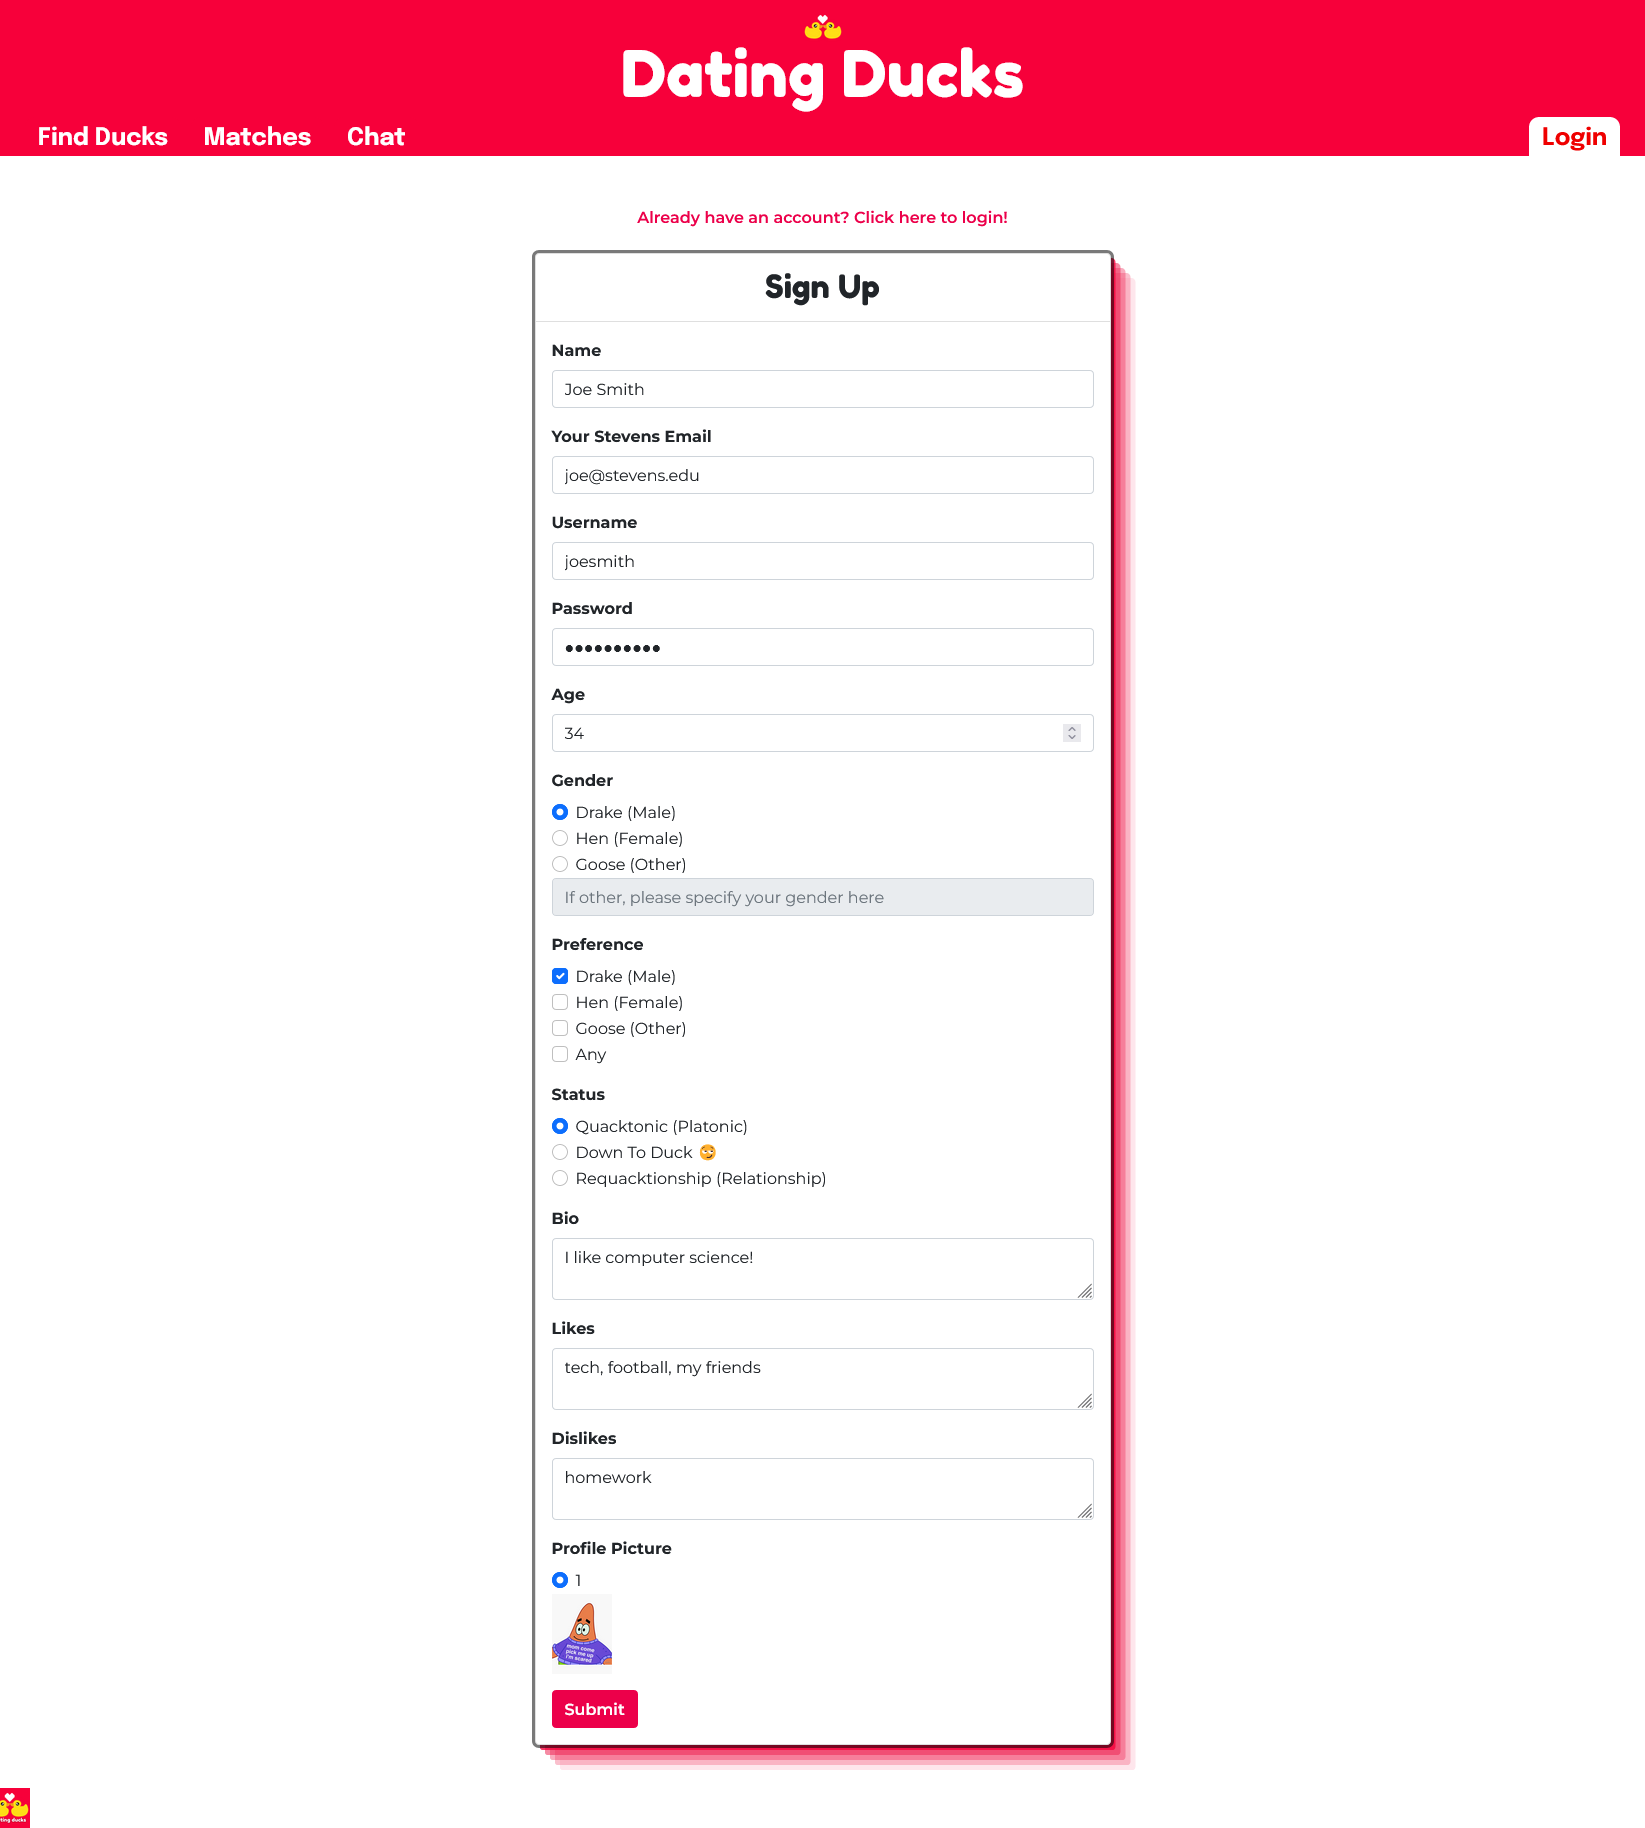 Dating Ducks
Find Ducks Matches Chat Login
Already have an account? Click here to login!
Sign Up
Name
Joe Smith
Your Stevens Email
joe@stevens.edu
Username
joesmith
Password
••••••••••
Age
34
Gender
Drake (Male)
Hen (Female)
Goose (Other)
If other, please specify your gender here
Preference
Drake (Male)
Hen (Female)
Goose (Other)
Any
Status
Quacktonic (Platonic)
Down To Duck 😏
Requacktionship (Relationship)
Bio
I like computer science!
Likes
tech, football, my friends
Dislikes
homework
Profile Picture
1
mom come
pick me up
i'm scared
Submit
ting ducks